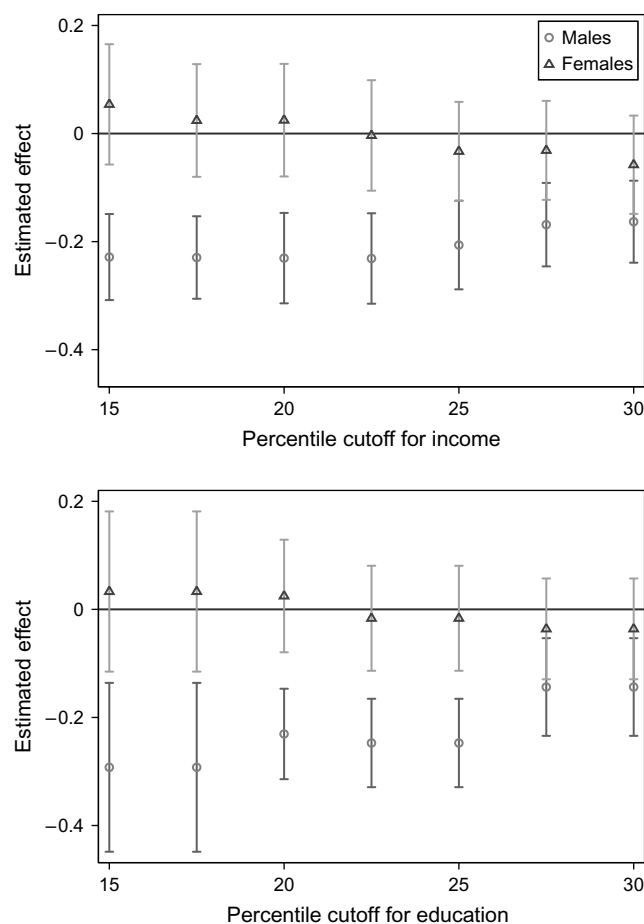 0.2
0
−0.2
−0.4
Estimated effect
Males
Females
15
20
25
30
Percentile cutoff for income
0.2
0
−0.2
−0.4
Estimated effect
15
20
25
30
Percentile cutoff for education